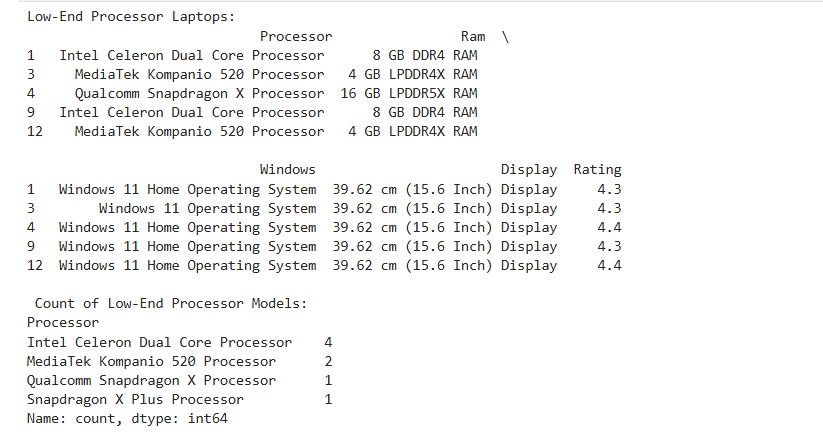 Low-End Processor Laptops:
Processor Ram \
1 Intel Celeron Dual Core Processor 8 GB DDR4 RAM
3 MediaTek Kompanio 520 Processor 4 GB LPDDR4X RAM
4 Qualcomm Snapdragon X Processor 16 GB LPDDR5X RAM
9 Intel Celeron Dual Core Processor 8 GB DDR4 RAM
12 MediaTek Kompanio 520 Processor 4 GB LPDDR4X RAM
Windows Display Rating
1 Windows 11 Home Operating System 39.62 cm (15.6 Inch) Display 4.3
3 Windows 11 Operating System 39.62 cm (15.6 Inch) Display 4.3
4 Windows 11 Home Operating System 39.62 cm (15.6 Inch) Display 4.4
9 Windows 11 Home Operating System 39.62 cm (15.6 Inch) Display 4.3
12 Windows 11 Home Operating System 39.62 cm (15.6 Inch) Display 4.4
Count of Low-End Processor Models:
Processor
Intel Celeron Dual Core Processor 4
MediaTek Kompanio 520 Processor 2
Qualcomm Snapdragon X Processor 1
Snapdragon X Plus Processor 1
Name: count, dtype: int64